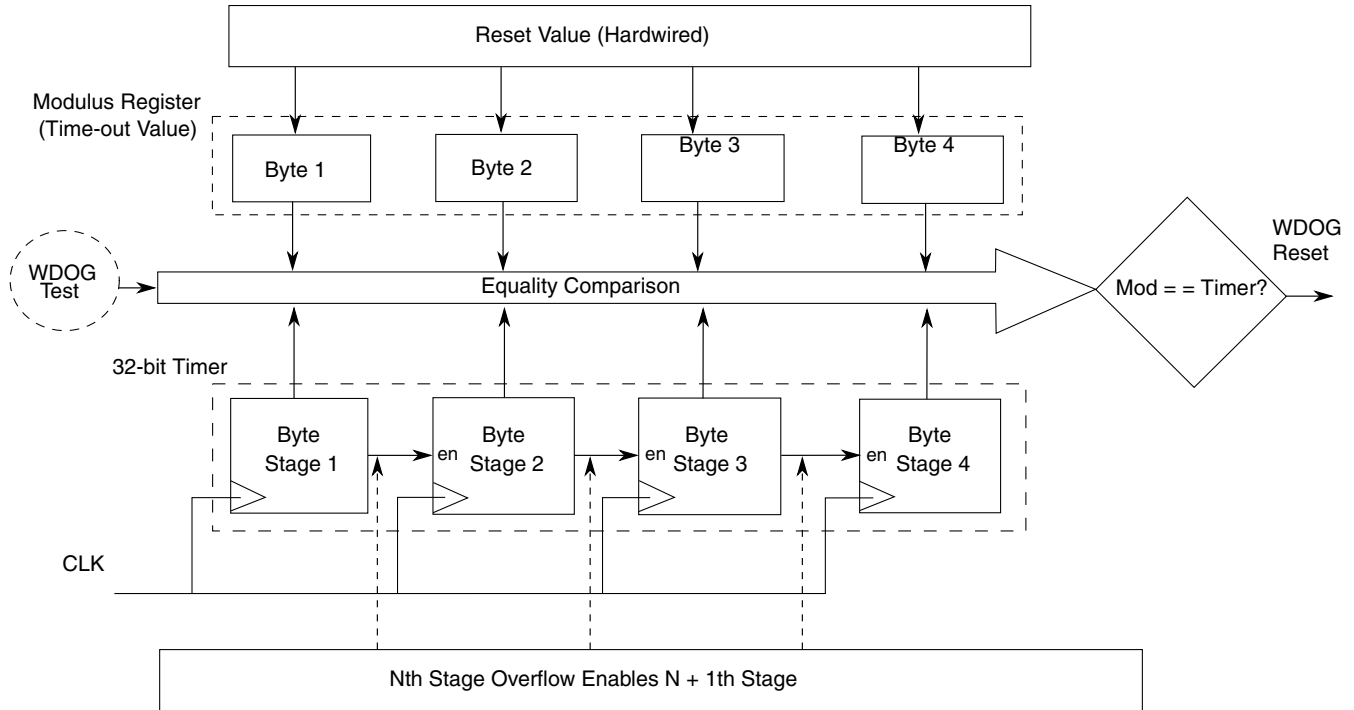 Reset Value (Hardwired)
Modulus Register
(Time-out Value)
Byte 1
Byte 2
Byte 3
Byte 4
WDOG
Test
Equality Comparison
Mod = = Timer?
WDOG
Reset
32-bit Timer
Byte
Stage 1
en
Byte
Stage 2
en
Byte
Stage 3
en
Byte
Stage 4
CLK
Nth Stage Overflow Enables N + 1th Stage